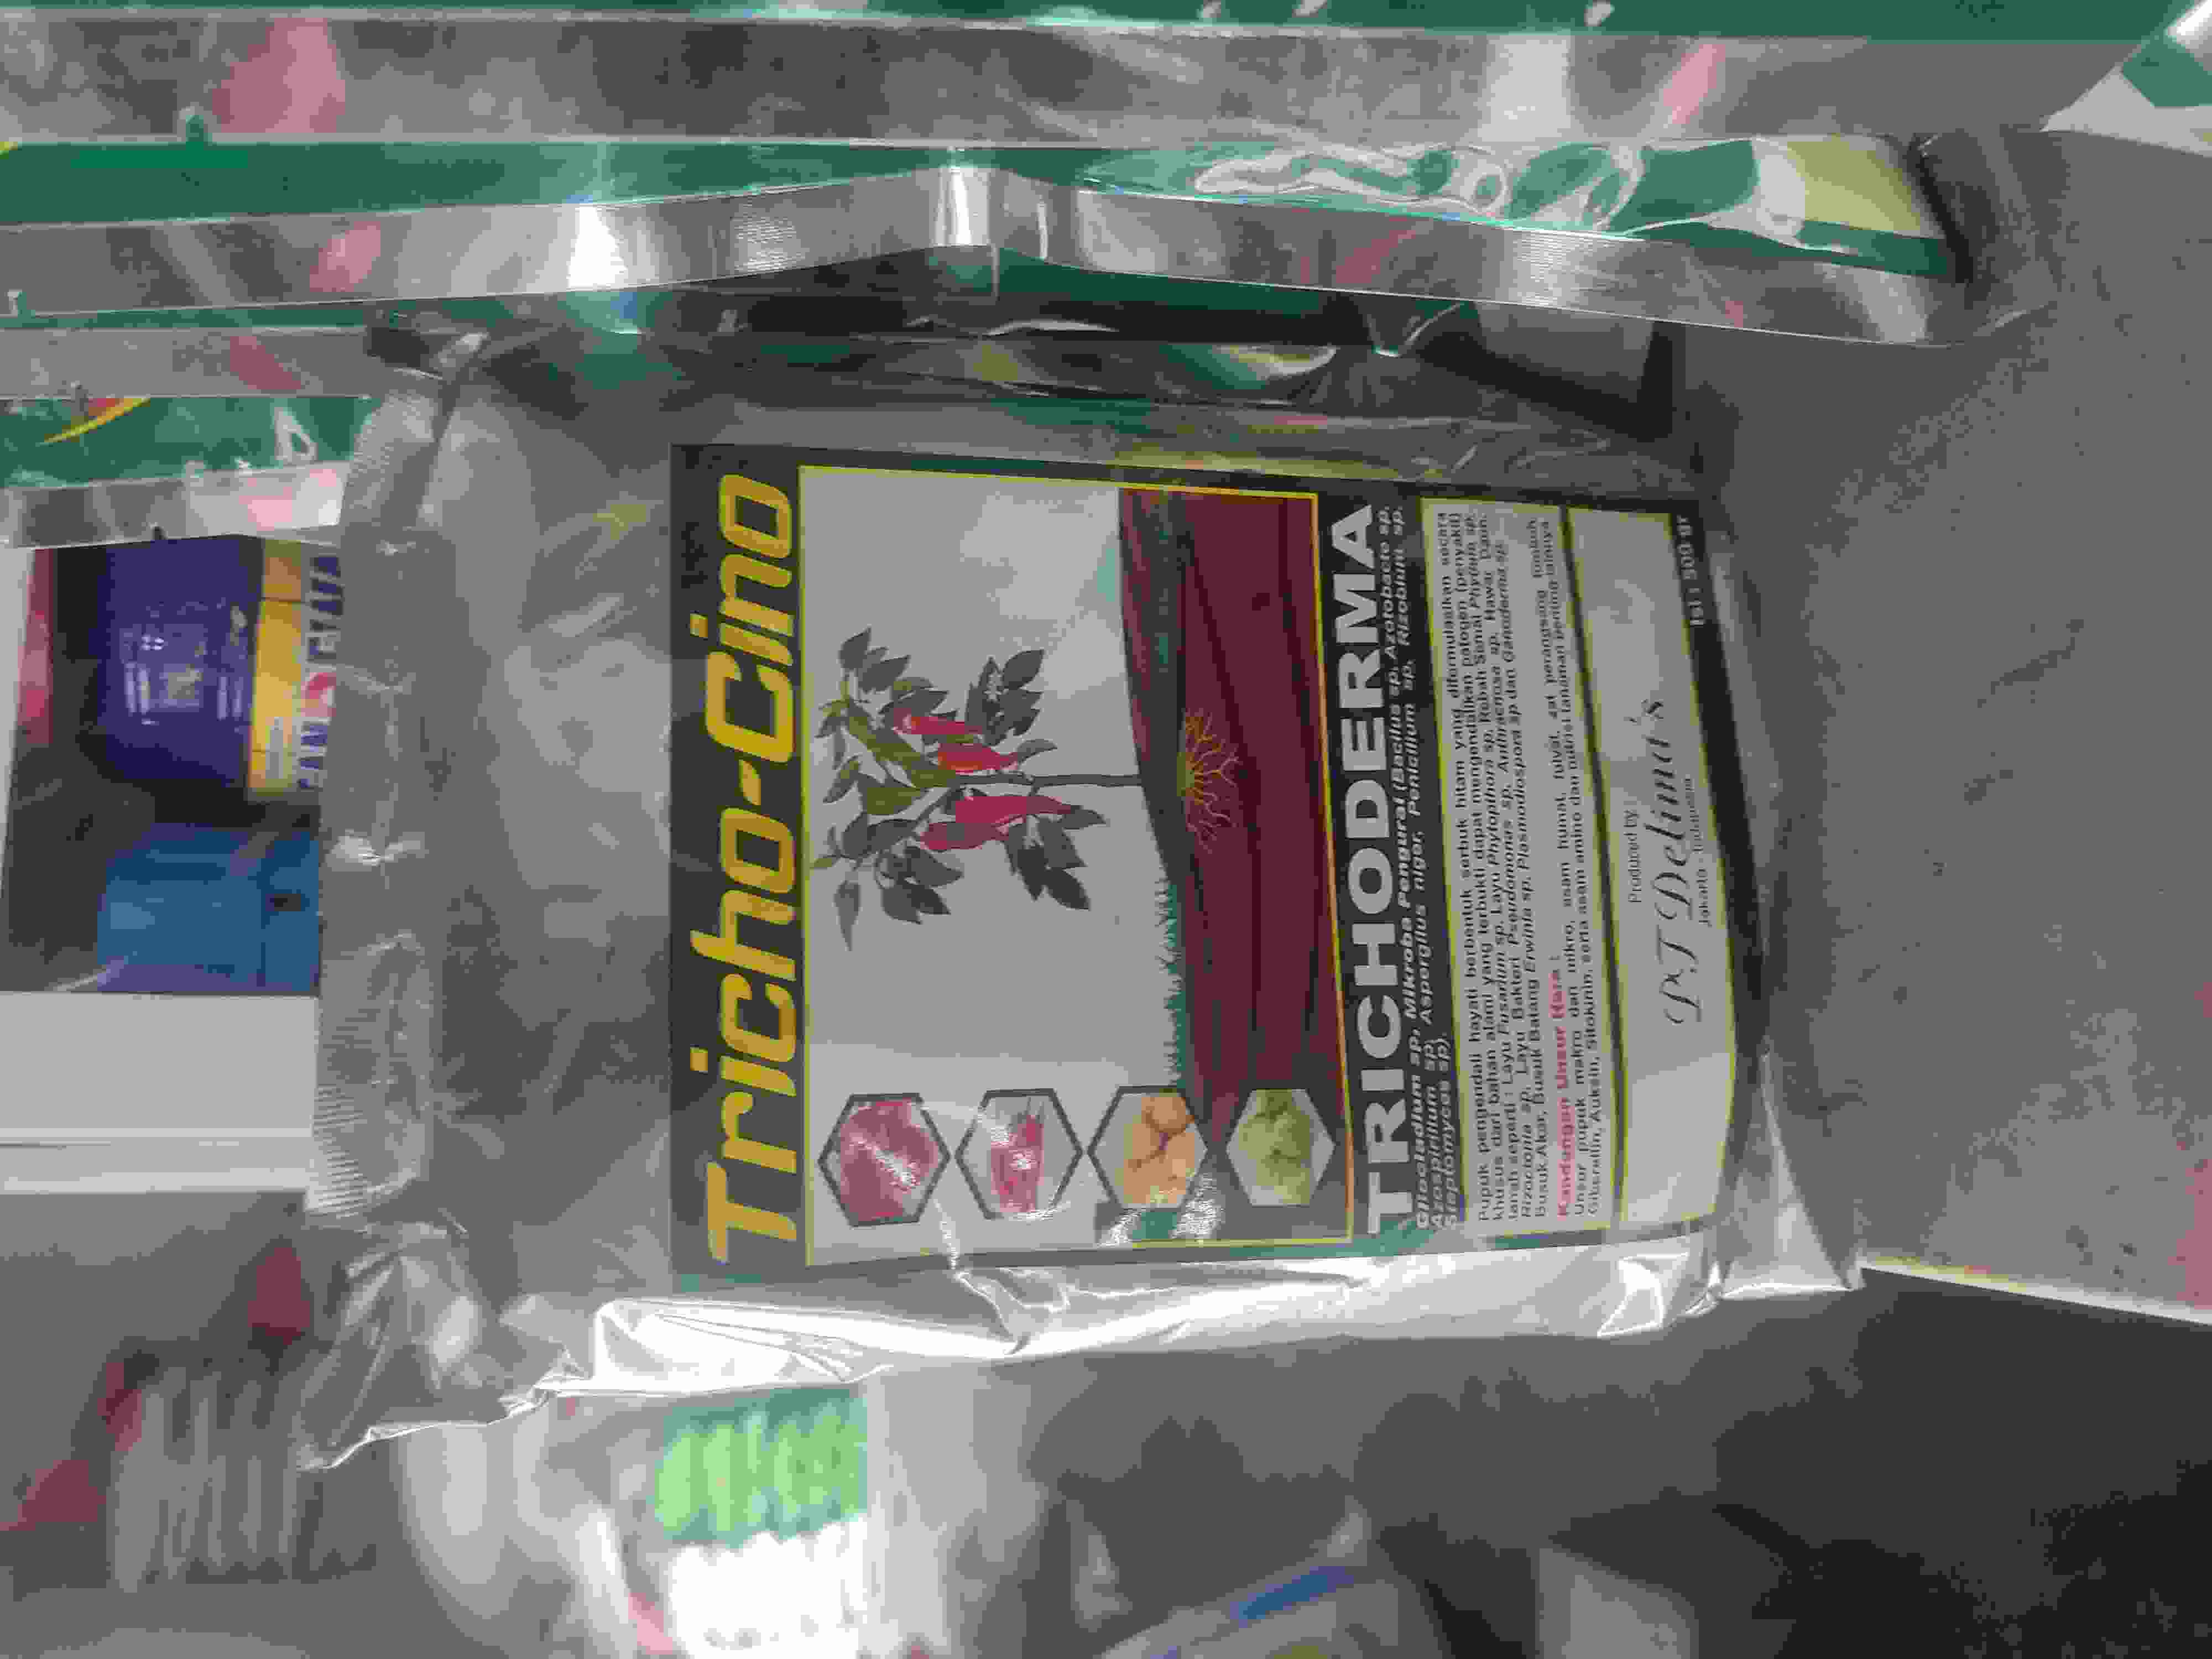 Tricho-Cino
TRICHODERMA
Gliocladium sp, Mikroba Pengurai (Bacilus sp, Azotobacte sp,
Azospirillum sp, Aspergilus niger, Penicilium sp, Rizobium sp,
Steptomyces sp).
Pupuk pengendali hayati berbentuk serbuk hitam yang diformulasikan secara
khusus dari bahan alami yang terbukti dapat mengendalikan patogen (penyakit)
tanah seperti : Layu Fusarium sp, Layu Phytopthora sp, Rebah Samai Phytium sp,
Rizoctonia sp, Layu Bakteri Pseudomonas sp, Anthracnosa sp, Hawar Daun,
Busuk Akar, Busuk Batang Erwinia sp, Plasmodiospora sp dan Ganoderma sp.
Kandungan Unsur Hara :
Unsur pupuk makro dan mikro, asam humat, fulvat, zat perangsang tumbuh
Giberellin, Auksin, Sitokinin, serta asam amino dan nutrisi tanaman penting lainnya
Produced by :
PT Delima's
Jakarta - Indonesia
Isi : 500 gr